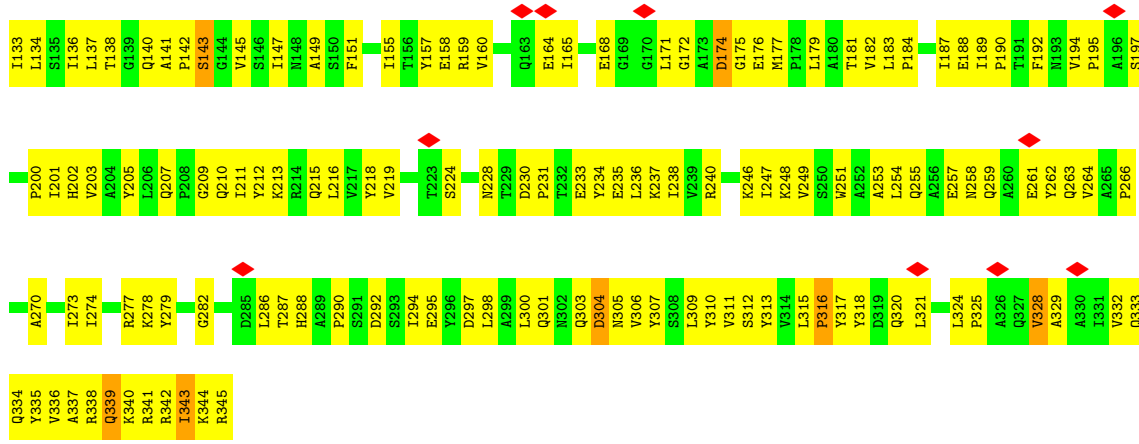 I133 L134 S135 I136 L137 T138 G139 Q140 A141 P142 S143 G144 V145 S146 I147 N148 A149 S150 F151 I155 T156 Y157 E158 R159 V160 Q163 E164 I165 E168 G169 G170 L171 G172 A173 D174 G175 E176 M177 P178 L179 A180 T181 V182 L183 P184 I187 E188 I189 P190 T191 F192 N193 V194 P195 A196 S197
P200 I201 H202 V203 A204 Y205 L206 Q207 P208 G209 Q210 I211 Y212 K213 R214 Q215 L216 V217 Y218 V219 T223 S224 N228 T229 D230 P231 T232 E233 Y234 E235 L236 K237 I238 V239 R240 K246 I247 K248 V249 S250 W251 A252 A253 L254 Q255 A256 E257 N258 Q259 A260 E261 Y262 Q263 V264 A265 P266
A270 I273 I274 R277 K278 Y279 G282 D285 L286 T287 H288 A289 P290 S291 D292 S293 I294 E295 Y296 D297 L298 A299 L300 Q301 N302 Q303 D304 N305 V306 Y307 S308 L309 Y310 V311 S312 Y313 V314 L315 P316 Y317 Y318 D319 Q320 L321 L324 P325 A326 Q327 V328 A329 A330 I331 V332 Q333
Q334 Y335 V336 A337 R338 Q339 K340 R341 R342 I343 K344 R345